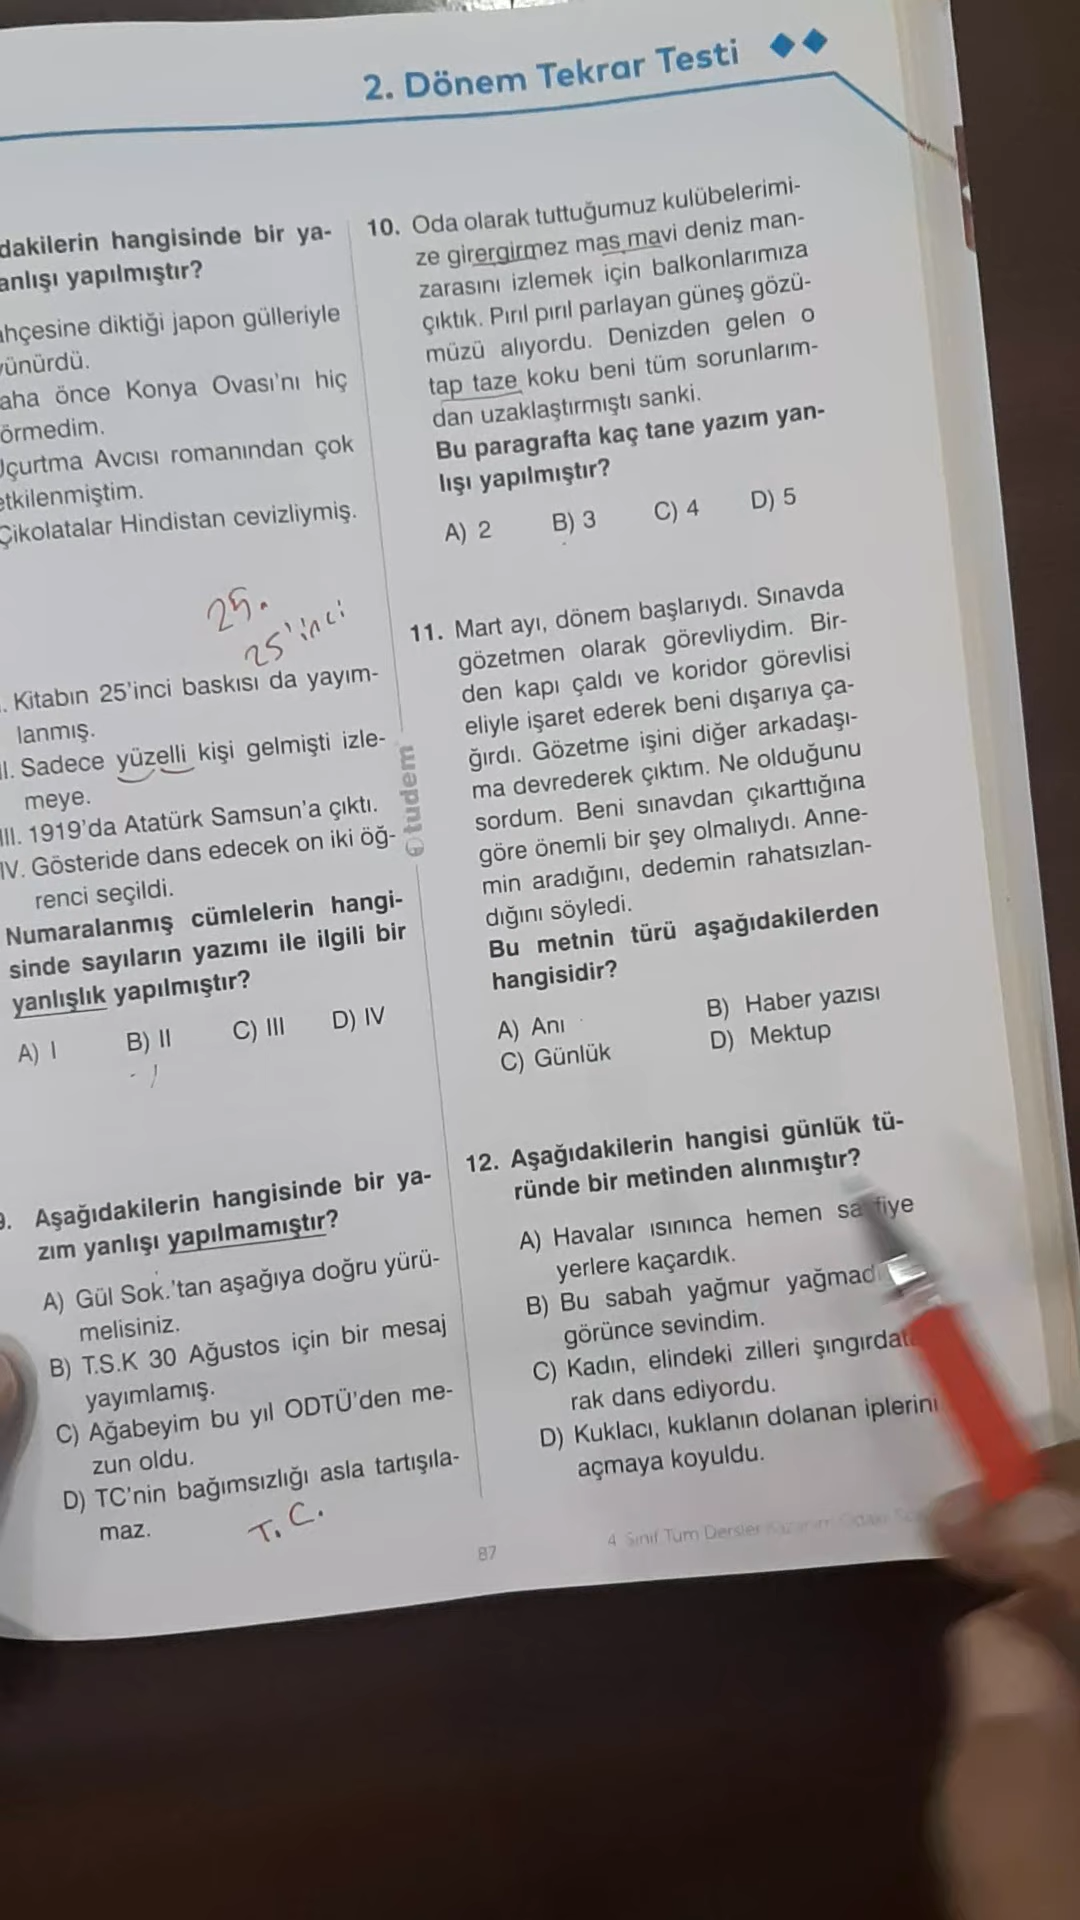 2. Dönem Tekrar Testi
dakilerin hangisinde bir ya-
anlışı yapılmıştır?
ahçesine diktiği japon gülleriyle
vünürdü.
aha önce Konya Ovası'nı hiç
örmedim.
Uçurtma Avcısı romanından çok
etkilenmiştim.
Çikolatalar Hindistan cevizliymiş.
25.
25'inci
. Kitabın 25'inci baskısı da yayım-
lanmış.
II. Sadece yüzelli kişi gelmişti izle-
meye.
III. 1919'da Atatürk Samsun'a çıktı.
IV. Gösteride dans edecek on iki öğ-
renci seçildi.
Numaralanmış cümlelerin hangi-
sinde sayıların yazımı ile ilgili bir
yanlışlık yapılmıştır?
A) I B) II C) III D) IV
9. Aşağıdakilerin hangisinde bir ya-
zım yanlışı yapılmamıştır?
A) Gül Sok.'tan aşağıya doğru yürü-
melisiniz.
B) T.S.K 30 Ağustos için bir mesaj
yayımlamış.
C) Ağabeyim bu yıl ODTÜ'den me-
zun oldu.
D) TC'nin bağımsızlığı asla tartışıla-
maz.
T.C.
tudem
10. Oda olarak tuttuğumuz kulübelerimi-
ze girergirmez mas mavi deniz man-
zarasını izlemek için balkonlarımıza
çıktık. Pırıl pırıl parlayan güneş gözü-
müzü alıyordu. Denizden gelen o
tap taze koku beni tüm sorunlarım-
dan uzaklaştırmıştı sanki.
Bu paragrafta kaç tane yazım yan-
lışı yapılmıştır?
A) 2 B) 3 C) 4 D) 5
11. Mart ayı, dönem başlarıydı. Sınavda
gözetmen olarak görevliydim. Bir-
den kapı çaldı ve koridor görevlisi
eliyle işaret ederek beni dışarıya ça-
ğırdı. Gözetme işini diğer arkadaşı-
ma devrederek çıktım. Ne olduğunu
sordum. Beni sınavdan çıkarttığına
göre önemli bir şey olmalıydı. Anne-
min aradığını, dedemin rahatsızlan-
dığını söyledi.
Bu metnin türü aşağıdakilerden
hangisidir?
A) Anı B) Haber yazısı
C) Günlük D) Mektup
12. Aşağıdakilerin hangisi günlük tü-
ründe bir metinden alınmıştır?
A) Havalar ısınınca hemen sa fiye
yerlere kaçardık.
B) Bu sabah yağmur yağmad
görünce sevindim.
C) Kadın, elindeki zilleri şıngırdat
rak dans ediyordu.
D) Kuklacı, kuklanın dolanan iplerini
açmaya koyuldu.
87
4. Sınıf Tüm Dersler